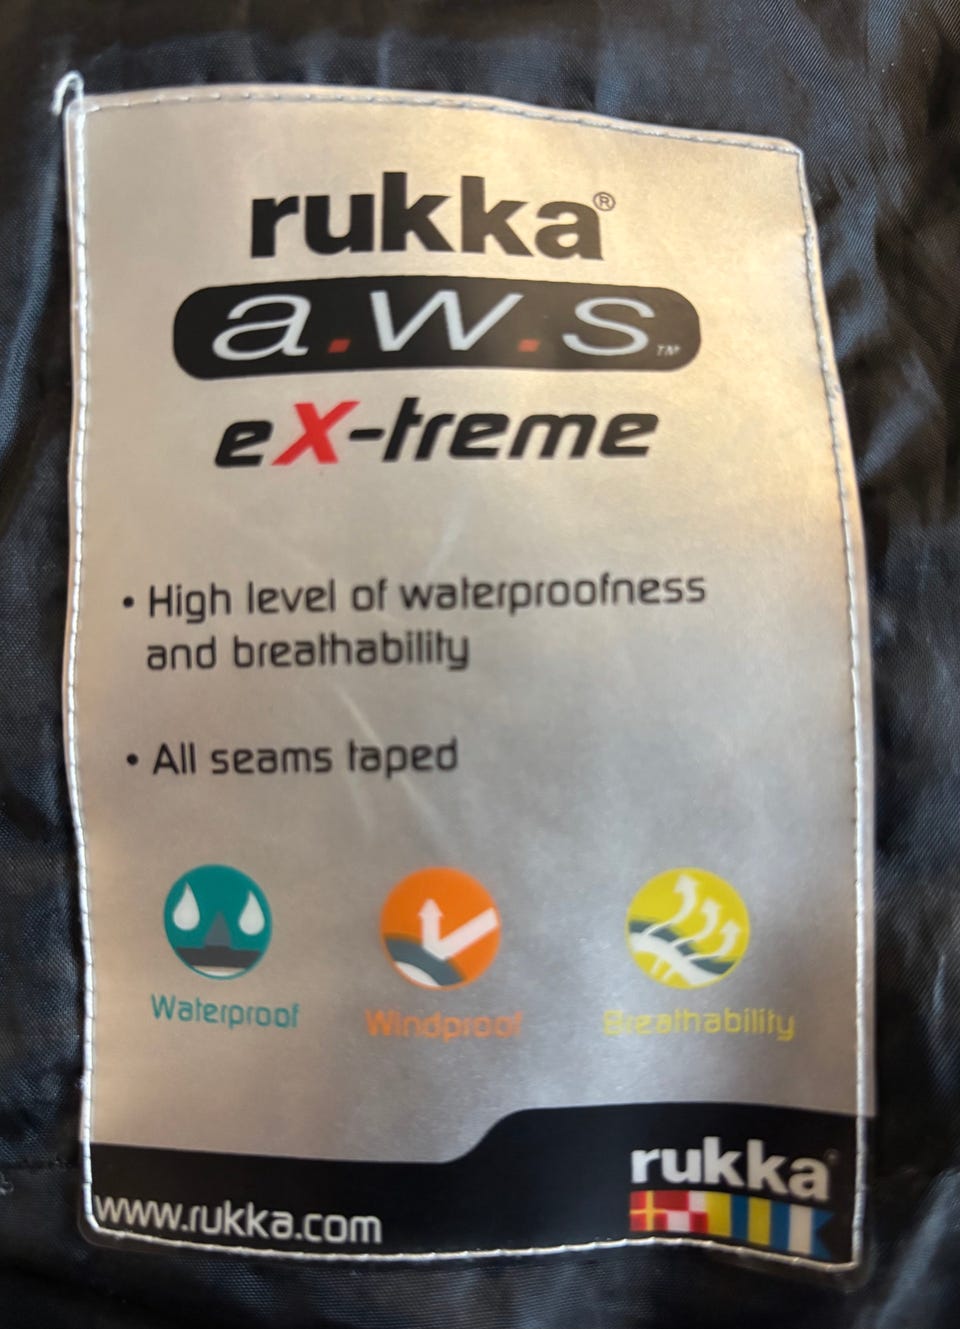 rukka®
a.w.s™
eX-treme
• High level of waterproofness
and breathability
• All seams taped
Waterproof Windproof Breathability
rukka
www.rukka.com